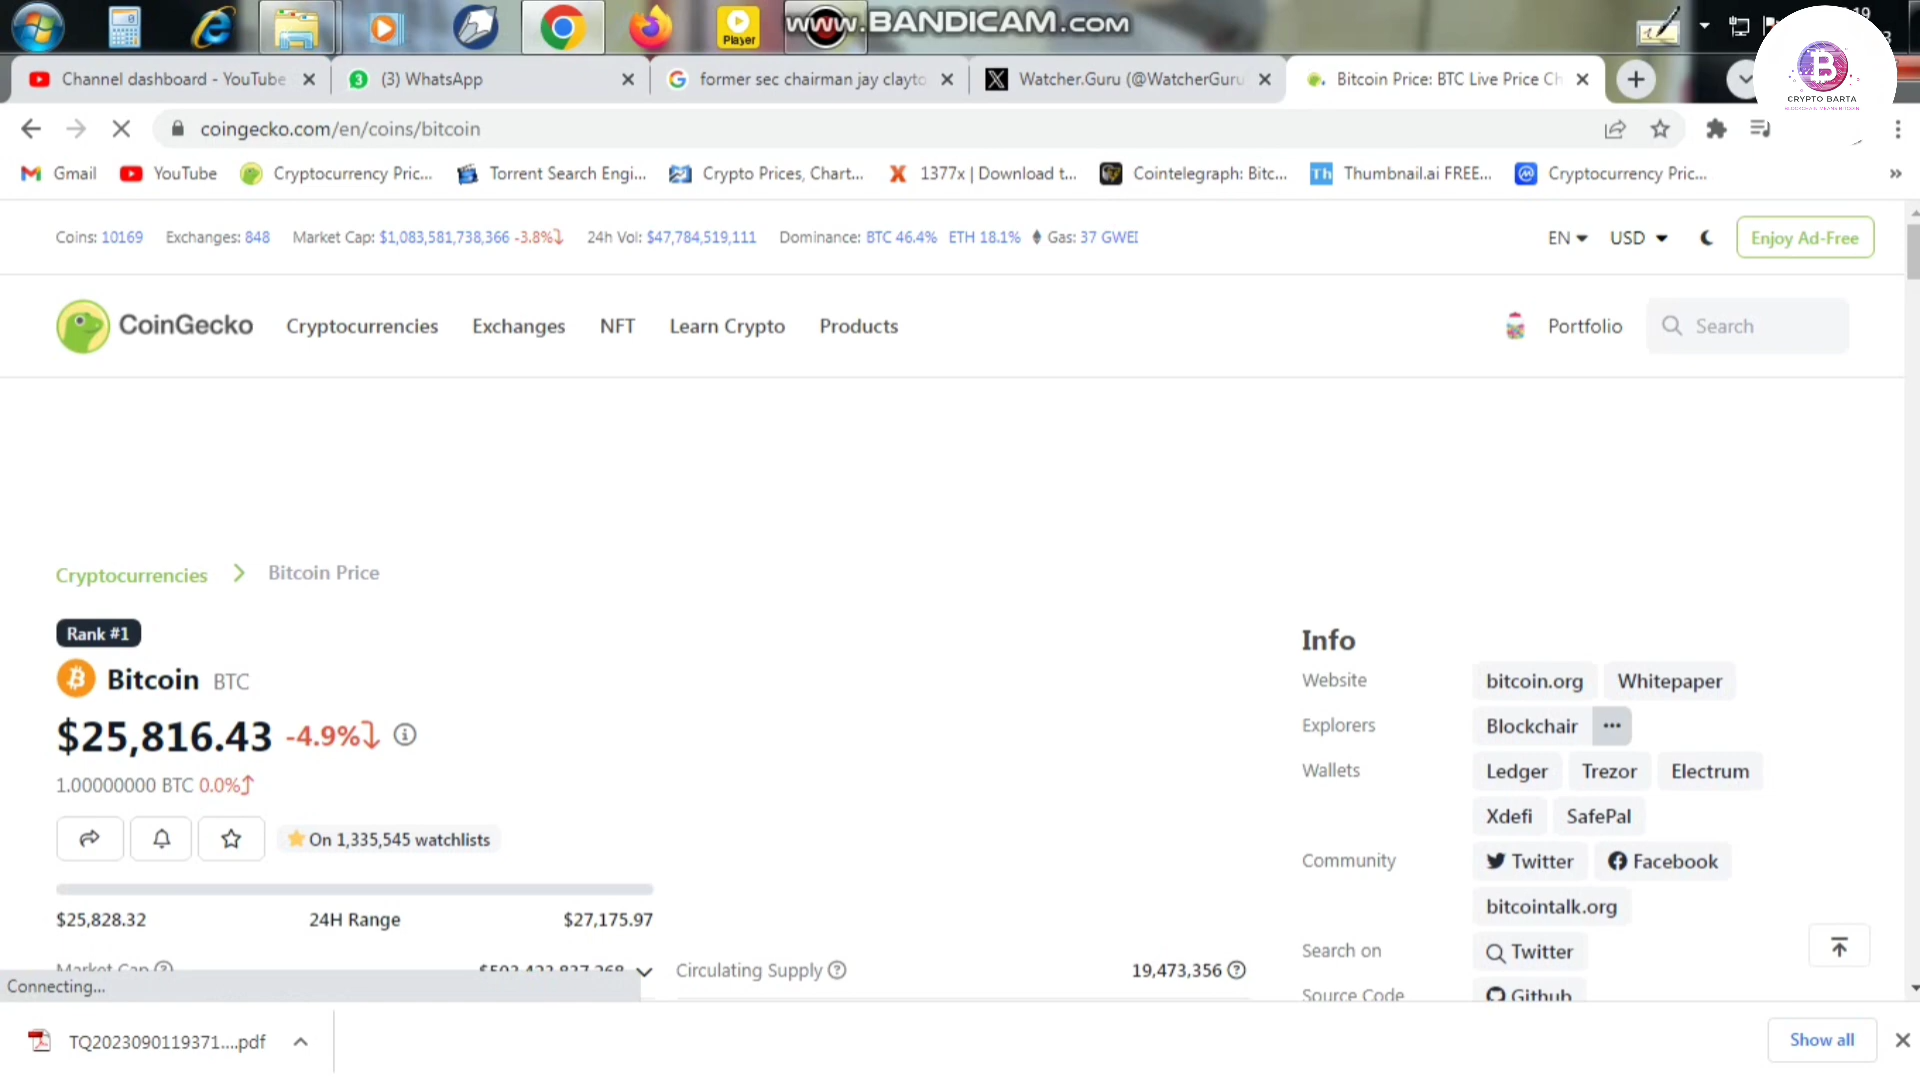 www.BANDICAM.com
Player
19
Channel dashboard - YouTube
3 (3) WhatsApp
former sec chairman jay clayto
Watcher.Guru (@WatcherGuru
Bitcoin Price: BTC Live Price Ch
CRYPTO BARTA
coingecko.com/en/coins/bitcoin
Gmail
YouTube
Cryptocurrency Pric...
Torrent Search Engi...
Crypto Prices, Chart...
1377x | Download t...
Cointelegraph: Bitc...
Th Thumbnail.ai FREE...
Cryptocurrency Pric...
Coins: 10169 Exchanges: 848 Market Cap: $1,083,581,738,366 -3.8% 24h Vol: $47,784,519,111 Dominance: BTC 46.4% ETH 18.1% Gas: 37 GWEI
EN USD Enjoy Ad-Free
CoinGecko Cryptocurrencies Exchanges NFT Learn Crypto Products
Portfolio Search
Cryptocurrencies Bitcoin Price
Rank #1
Bitcoin BTC
$25,816.43 -4.9%
1.00000000 BTC 0.0%
On 1,335,545 watchlists
$25,828.32 24H Range $27,175.97
Market Cap
Circulating Supply 19,473,356
Info
Website bitcoin.org Whitepaper
Explorers Blockchair ...
Wallets Ledger Trezor Electrum
Xdefi SafePal
Community Twitter Facebook
bitcointalk.org
Search on Twitter
Source Code Github
Connecting...
TQ2023090119371....pdf
Show all